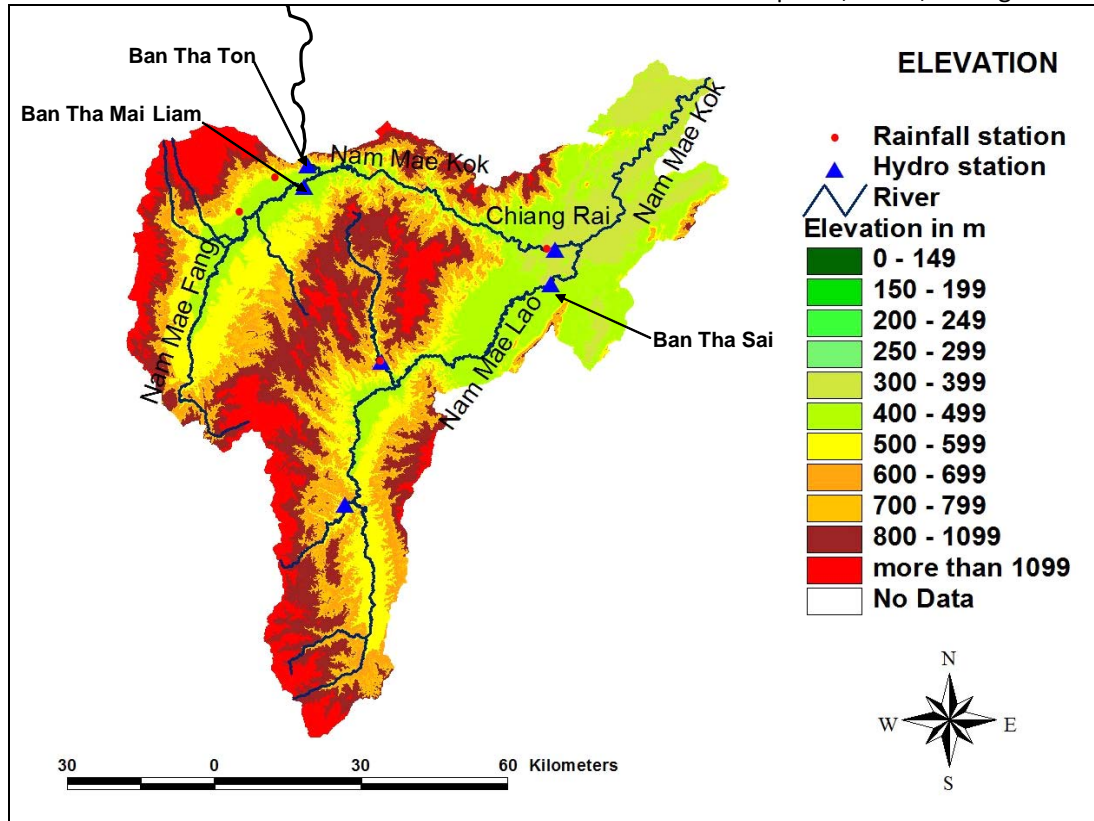 Ban Tha Ton
Ban Tha Mai Liam
Nam Mae Kok
Nam Mae Kok
Chiang Rai
Nam Mae Fang
Nam Mae Lao
Ban Tha Sai
ELEVATION
Rainfall station
Hydro station
River
Elevation in m
0 - 149
150 - 199
200 - 249
250 - 299
300 - 399
400 - 499
500 - 599
600 - 699
700 - 799
800 - 1099
more than 1099
No Data
N
W E
S
30 0 30 60 Kilometers